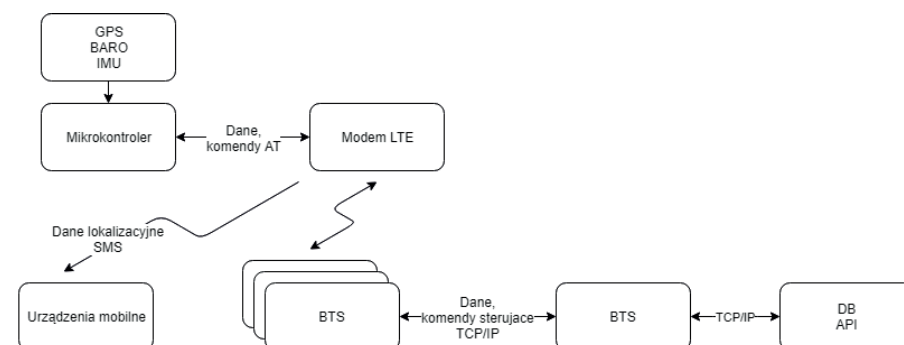 GPS
BARO
IMU
Mikrokontroler
Dane,
komendy AT
Modem LTE
Dane lokalizacyjne
SMS
Urządzenia mobilne
BTS
Dane,
komendy sterujace
TCP/IP
BTS
TCP/IP
DB
API